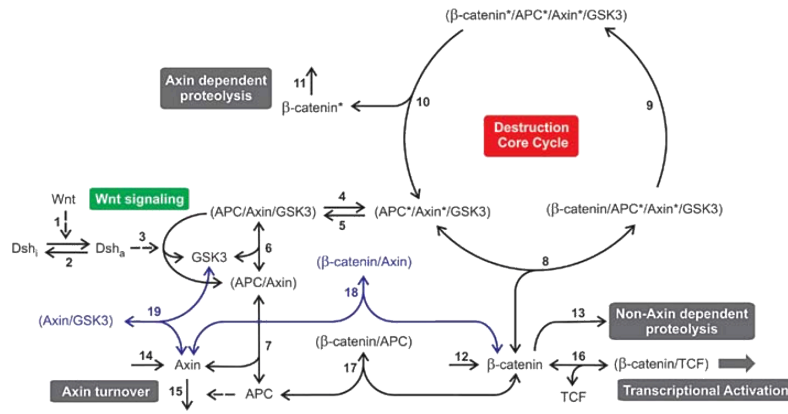 (β-catenin*/APC*/Axin*/GSK3)
Axin dependent
proteolysis
11
β-catenin*
10
9
Destruction
Core Cycle
Wnt
Wnt signaling
1
(APC/Axin/GSK3)
4
5
(APC*/Axin*/GSK3)
(β-catenin/APC*/Axin*/GSK3)
Dshi
2
Dsha
3
GSK3
6
8
(β-catenin/Axin)
(APC/Axin)
18
(Axin/GSK3)
19
7
13
Non-Axin dependent
proteolysis
(β-catenin/APC)
14
Axin
17
12
β-catenin
16
(β-catenin/TCF)
Axin turnover
15
APC
TCF
Transcriptional Activation